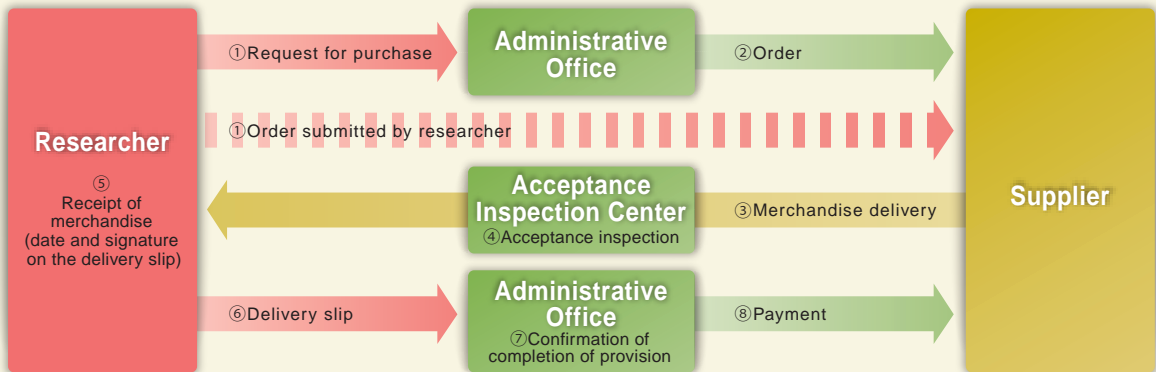 ①Request for purchase
Administrative
Office
②Order
①Order submitted by researcher
Researcher
⑤
Receipt of
merchandise
(date and signature
on the delivery slip)
Acceptance
Inspection Center
④Acceptance inspection
③Merchandise delivery
Supplier
⑥Delivery slip
Administrative
Office
⑦Confirmation of
completion of provision
⑧Payment